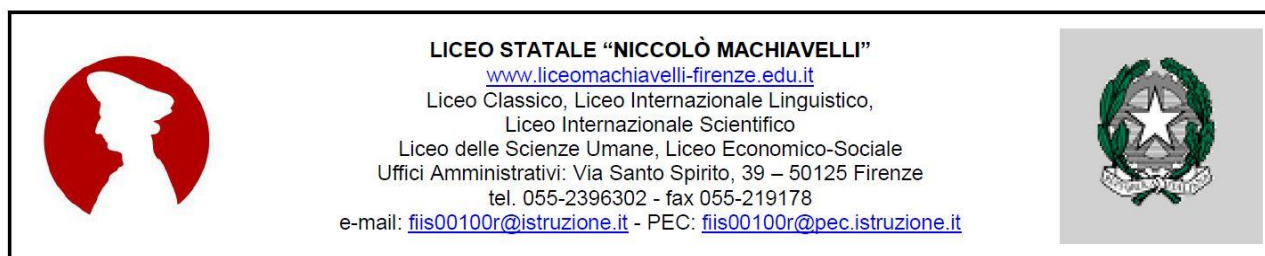 LICEO STATALE “NICCOLÒ MACHIAVELLI”
www.liceomachiavelli-firenze.edu.it
Liceo Classico, Liceo Internazionale Linguistico,
Liceo Internazionale Scientifico
Liceo delle Scienze Umane, Liceo Economico-Sociale
Uffici Amministrativi: Via Santo Spirito, 39 – 50125 Firenze
tel. 055-2396302 - fax 055-219178
e-mail: fiis00100r@istruzione.it - PEC: fiis00100r@pec.istruzione.it